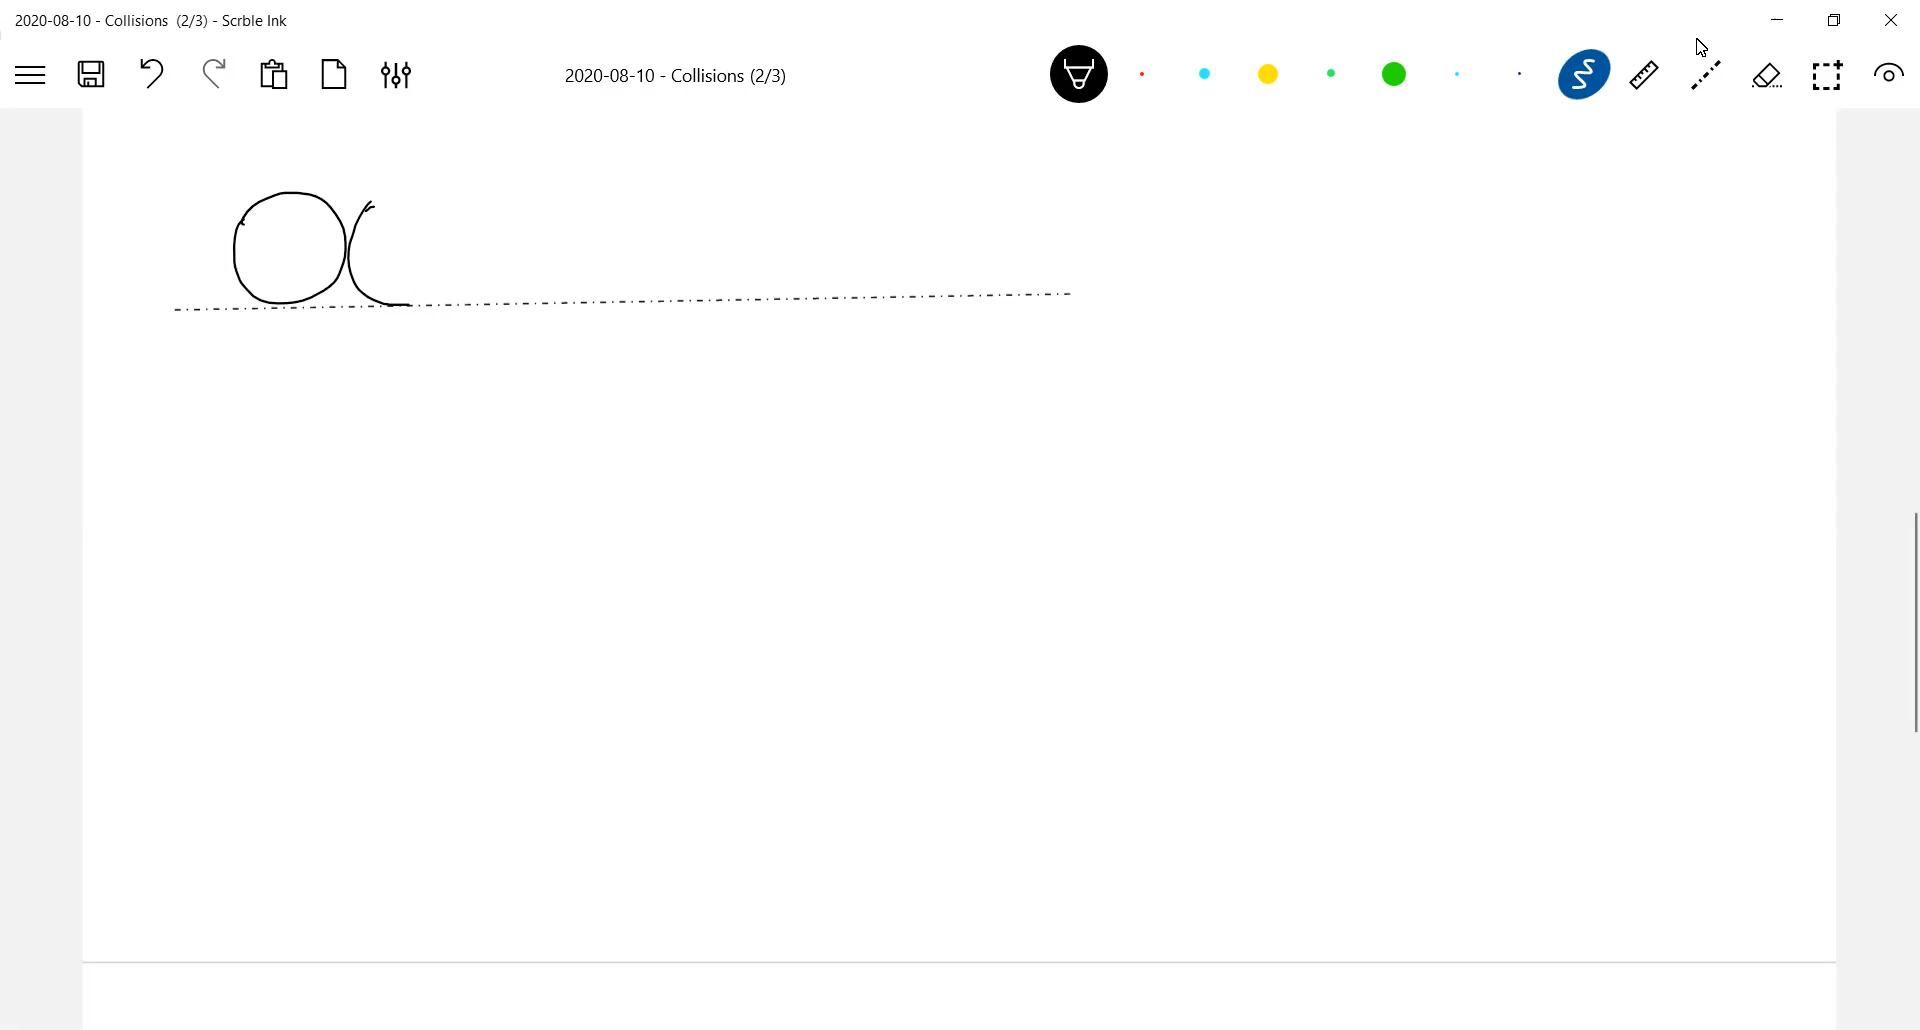 2020-08-10 - Collisions (2/3) - Scrble Ink
2020-08-10 - Collisions (2/3)